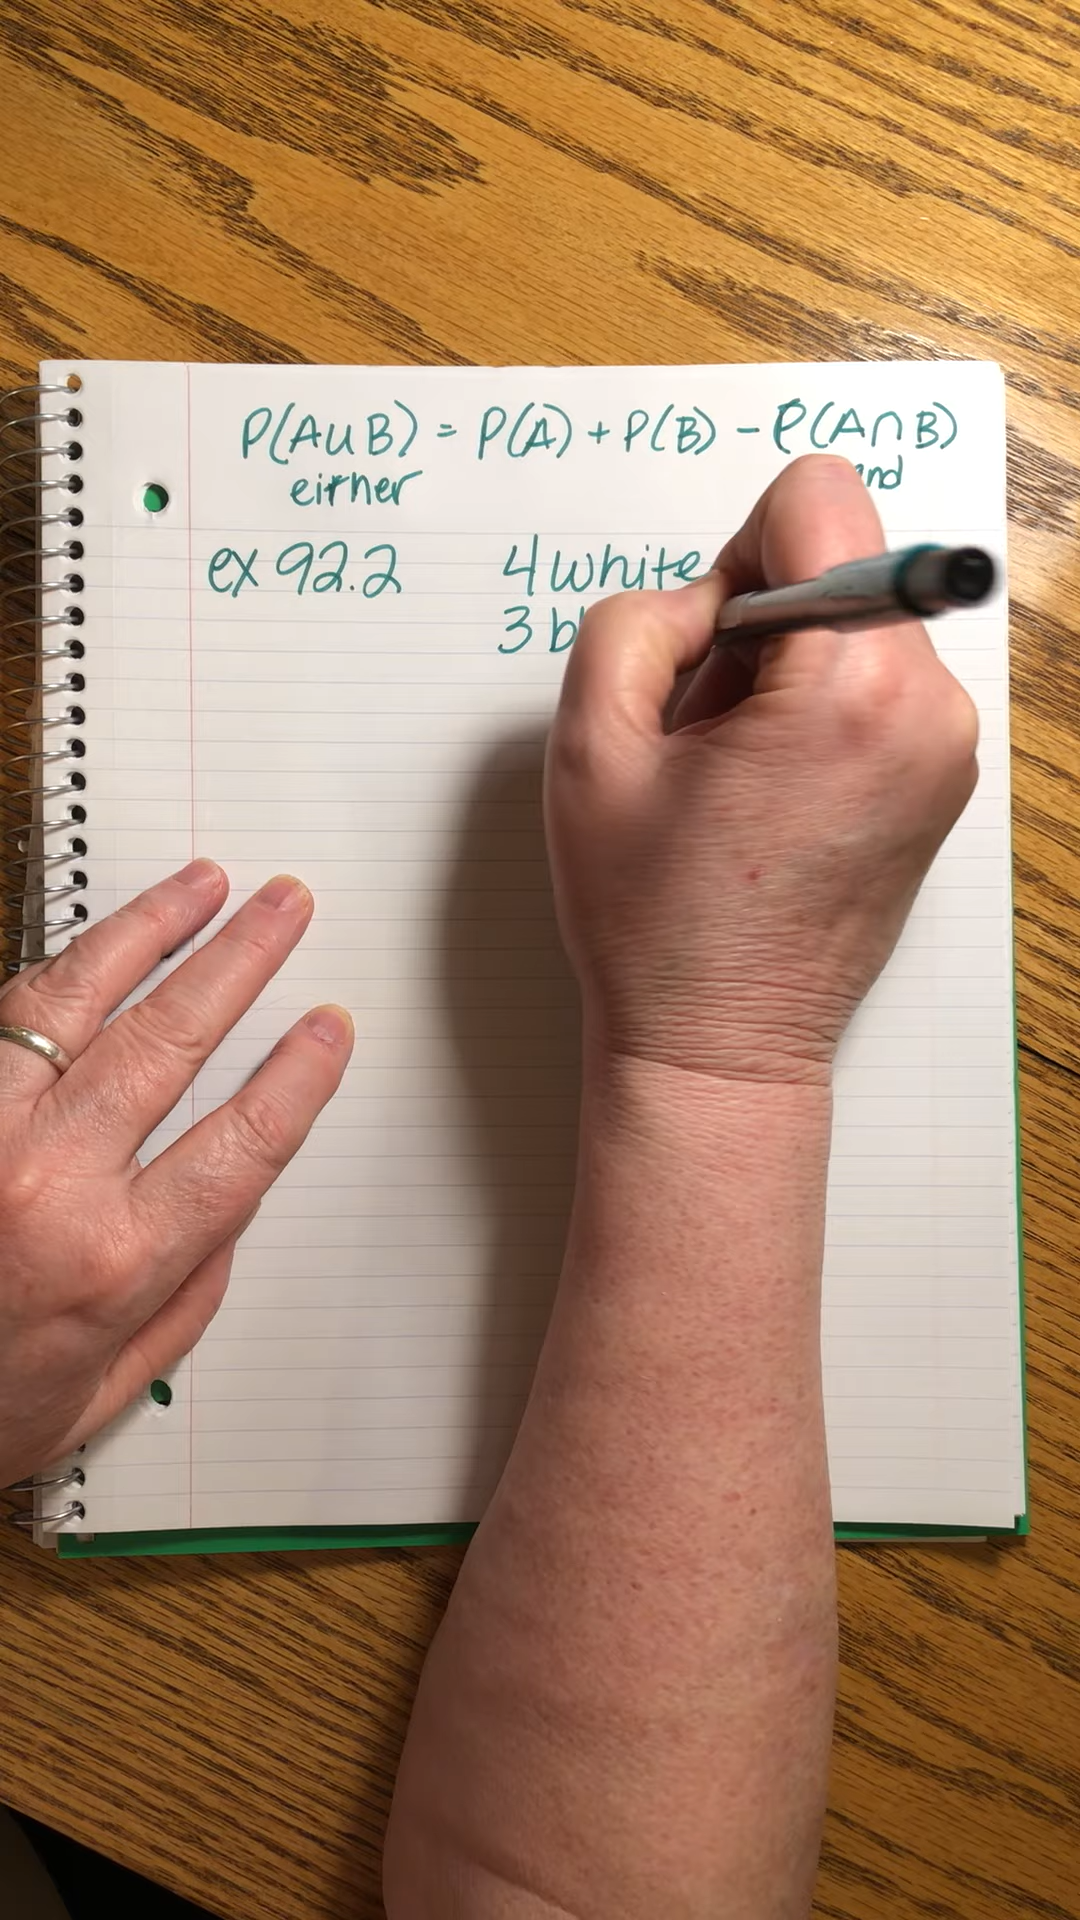 P(A∪B) = P(A) + P(B) - P(A∩B)
either
ex 92.2 4 white
3